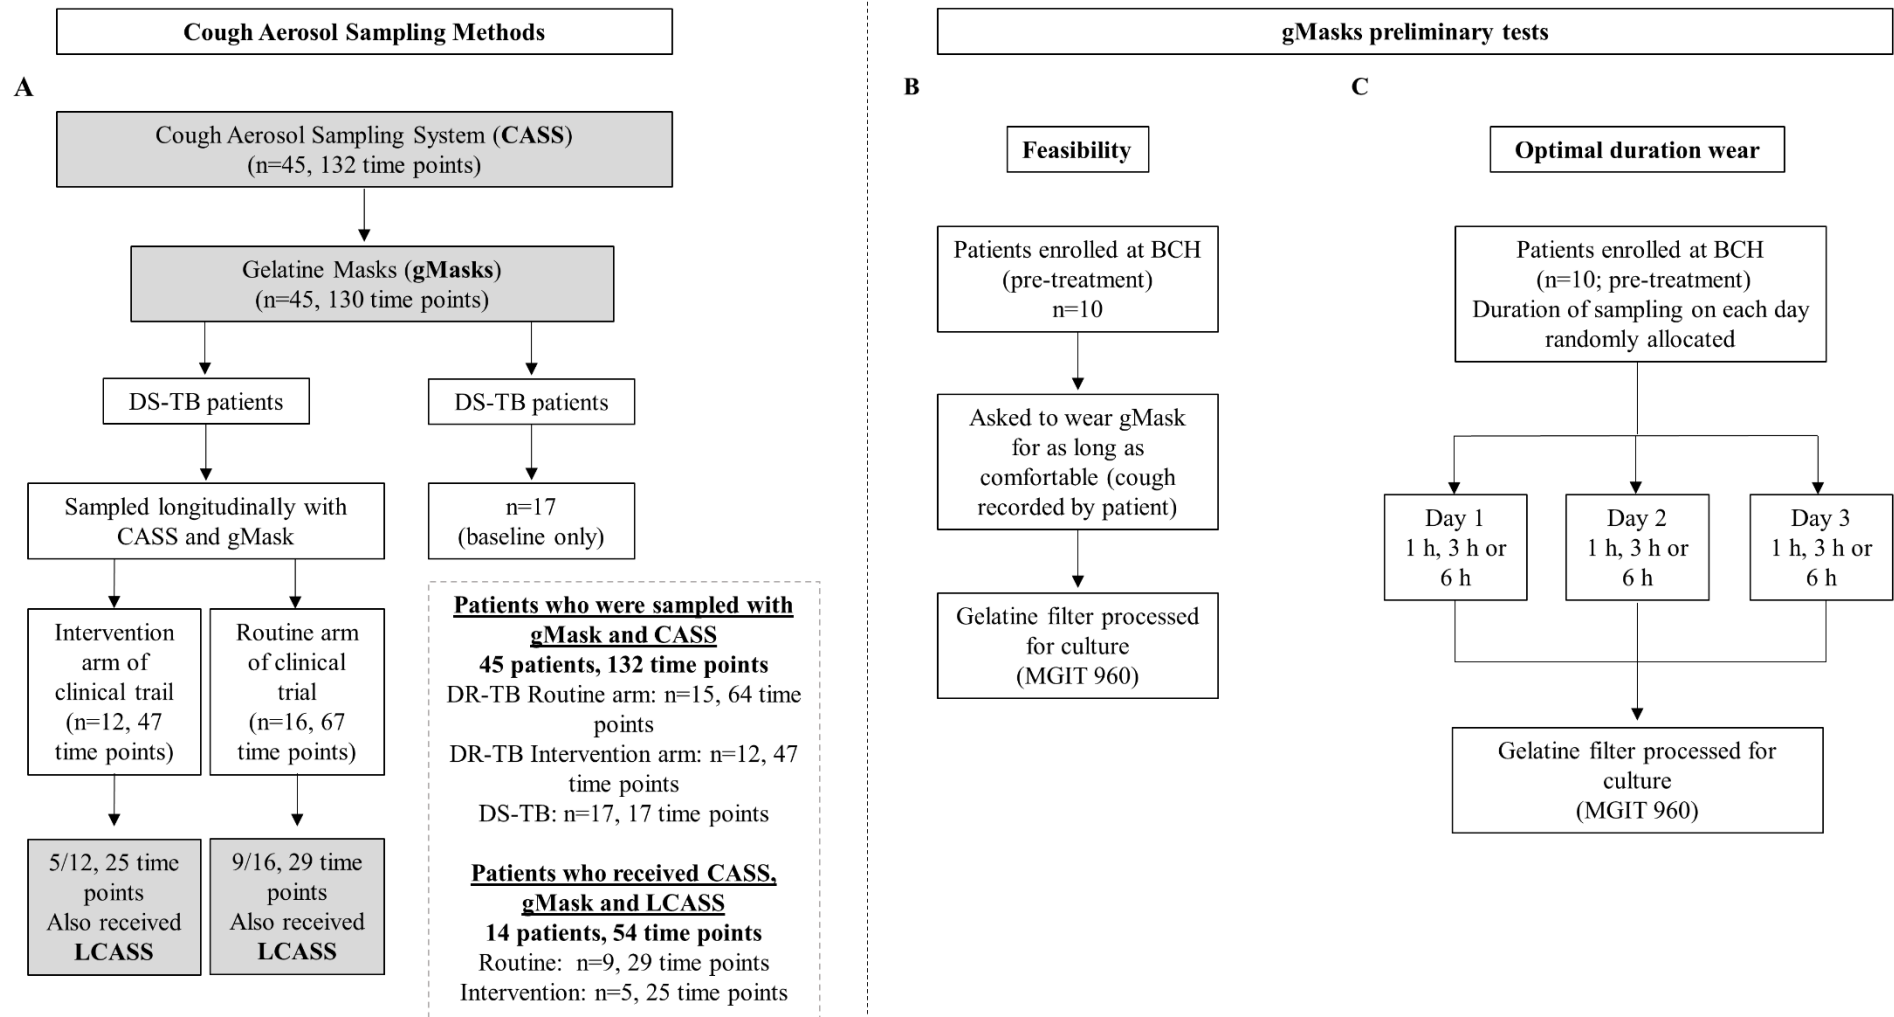 Cough Aerosol Sampling Methods
A
Cough Aerosol Sampling System (CASS)
(n=45, 132 time points)
Gelatine Masks (gMasks)
(n=45, 130 time points)
DS-TB patients
DS-TB patients
Sampled longitudinally with
CASS and gMask
n=17
(baseline only)
Intervention
arm of
clinical trail
(n=12, 47
time points)
Routine arm
of clinical
trial
(n=16, 67
time points)
5/12, 25 time
points
Also received
LCASS
9/16, 29 time
points
Also received
LCASS
Patients who were sampled with
gMask and CASS
45 patients, 132 time points
DR-TB Routine arm: n=15, 64 time
points
DR-TB Intervention arm: n=12, 47
time points
DS-TB: n=17, 17 time points
Patients who received CASS,
gMask and LCASS
14 patients, 54 time points
Routine: n=9, 29 time points
Intervention: n=5, 25 time points
gMasks preliminary tests
B
Feasibility
Patients enrolled at BCH
(pre-treatment)
n=10
Asked to wear gMask
for as long as
comfortable (cough
recorded by patient)
Gelatine filter processed
for culture
(MGIT 960)
C
Optimal duration wear
Patients enrolled at BCH
(n=10; pre-treatment)
Duration of sampling on each day
randomly allocated
Day 1
1 h, 3 h or
6 h
Day 2
1 h, 3 h or
6 h
Day 3
1 h, 3 h or
6 h
Gelatine filter processed for
culture
(MGIT 960)